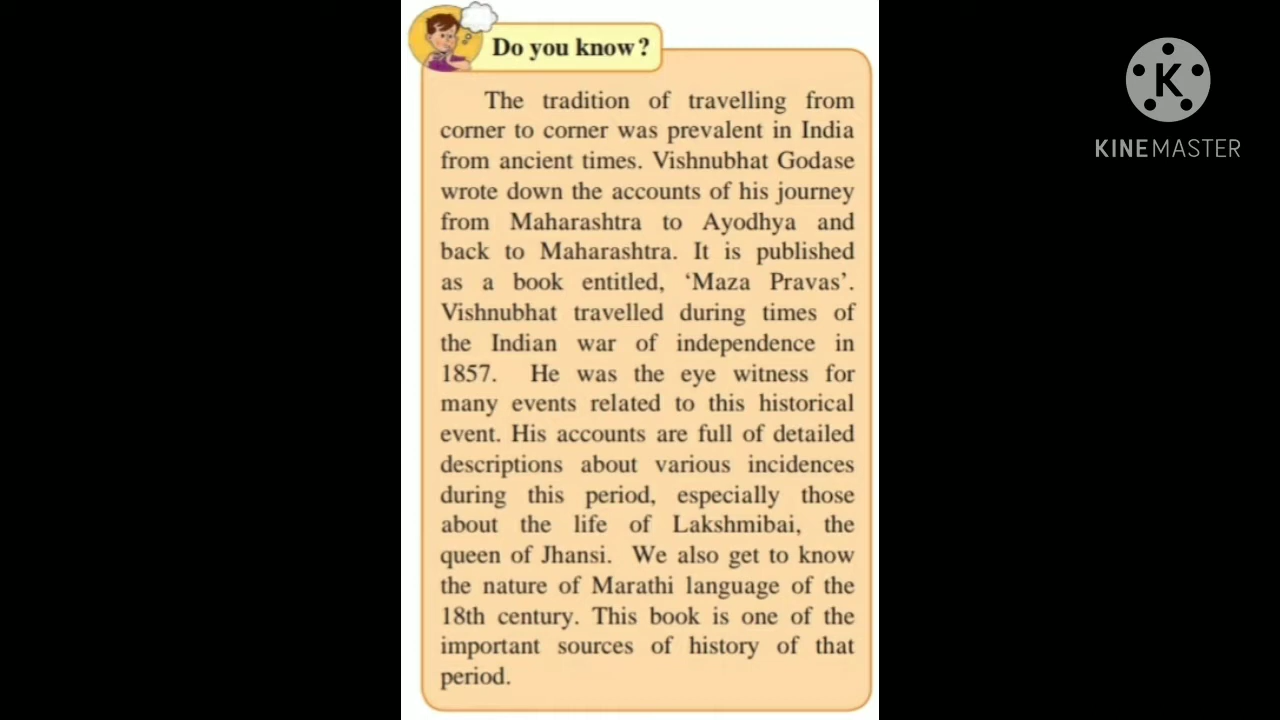 Do you know?
The tradition of travelling from
corner to corner was prevalent in India
from ancient times. Vishnubhat Godase
wrote down the accounts of his journey
from Maharashtra to Ayodhya and
back to Maharashtra. It is published
as a book entitled, ‘Maza Pravas’.
Vishnubhat travelled during times of
the Indian war of independence in
1857. He was the eye witness for
many events related to this historical
event. His accounts are full of detailed
descriptions about various incidences
during this period, especially those
about the life of Lakshmibai, the
queen of Jhansi. We also get to know
the nature of Marathi language of the
18th century. This book is one of the
important sources of history of that
period.
K
KINEMASTER